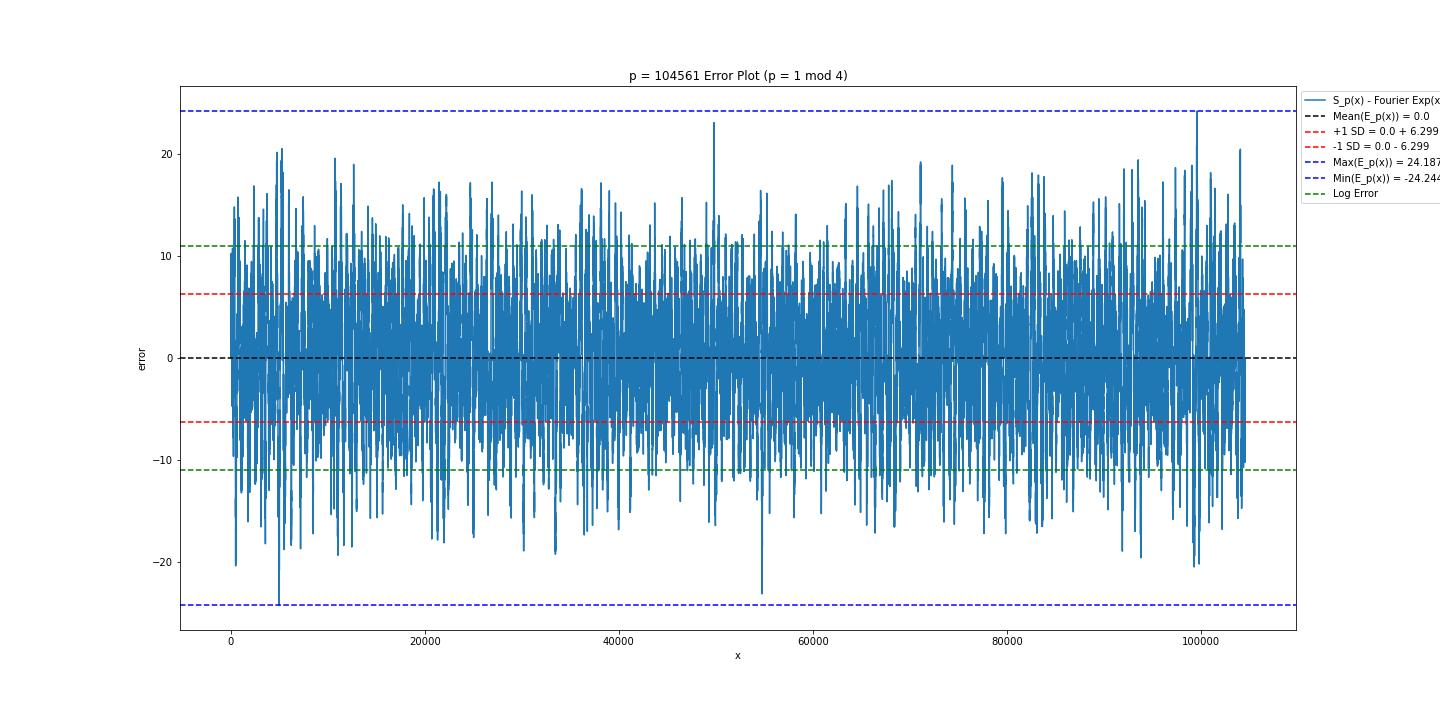 p = 104561 Error Plot (p = 1 mod 4)
S_p(x) - Fourier Exp(x
Mean(E_p(x)) = 0.0
+1 SD = 0.0 + 6.299
-1 SD = 0.0 - 6.299
Max(E_p(x)) = 24.187
Min(E_p(x)) = -24.244
Log Error
20
10
0
−10
−20
error
0 20000 40000 60000 80000 100000
x